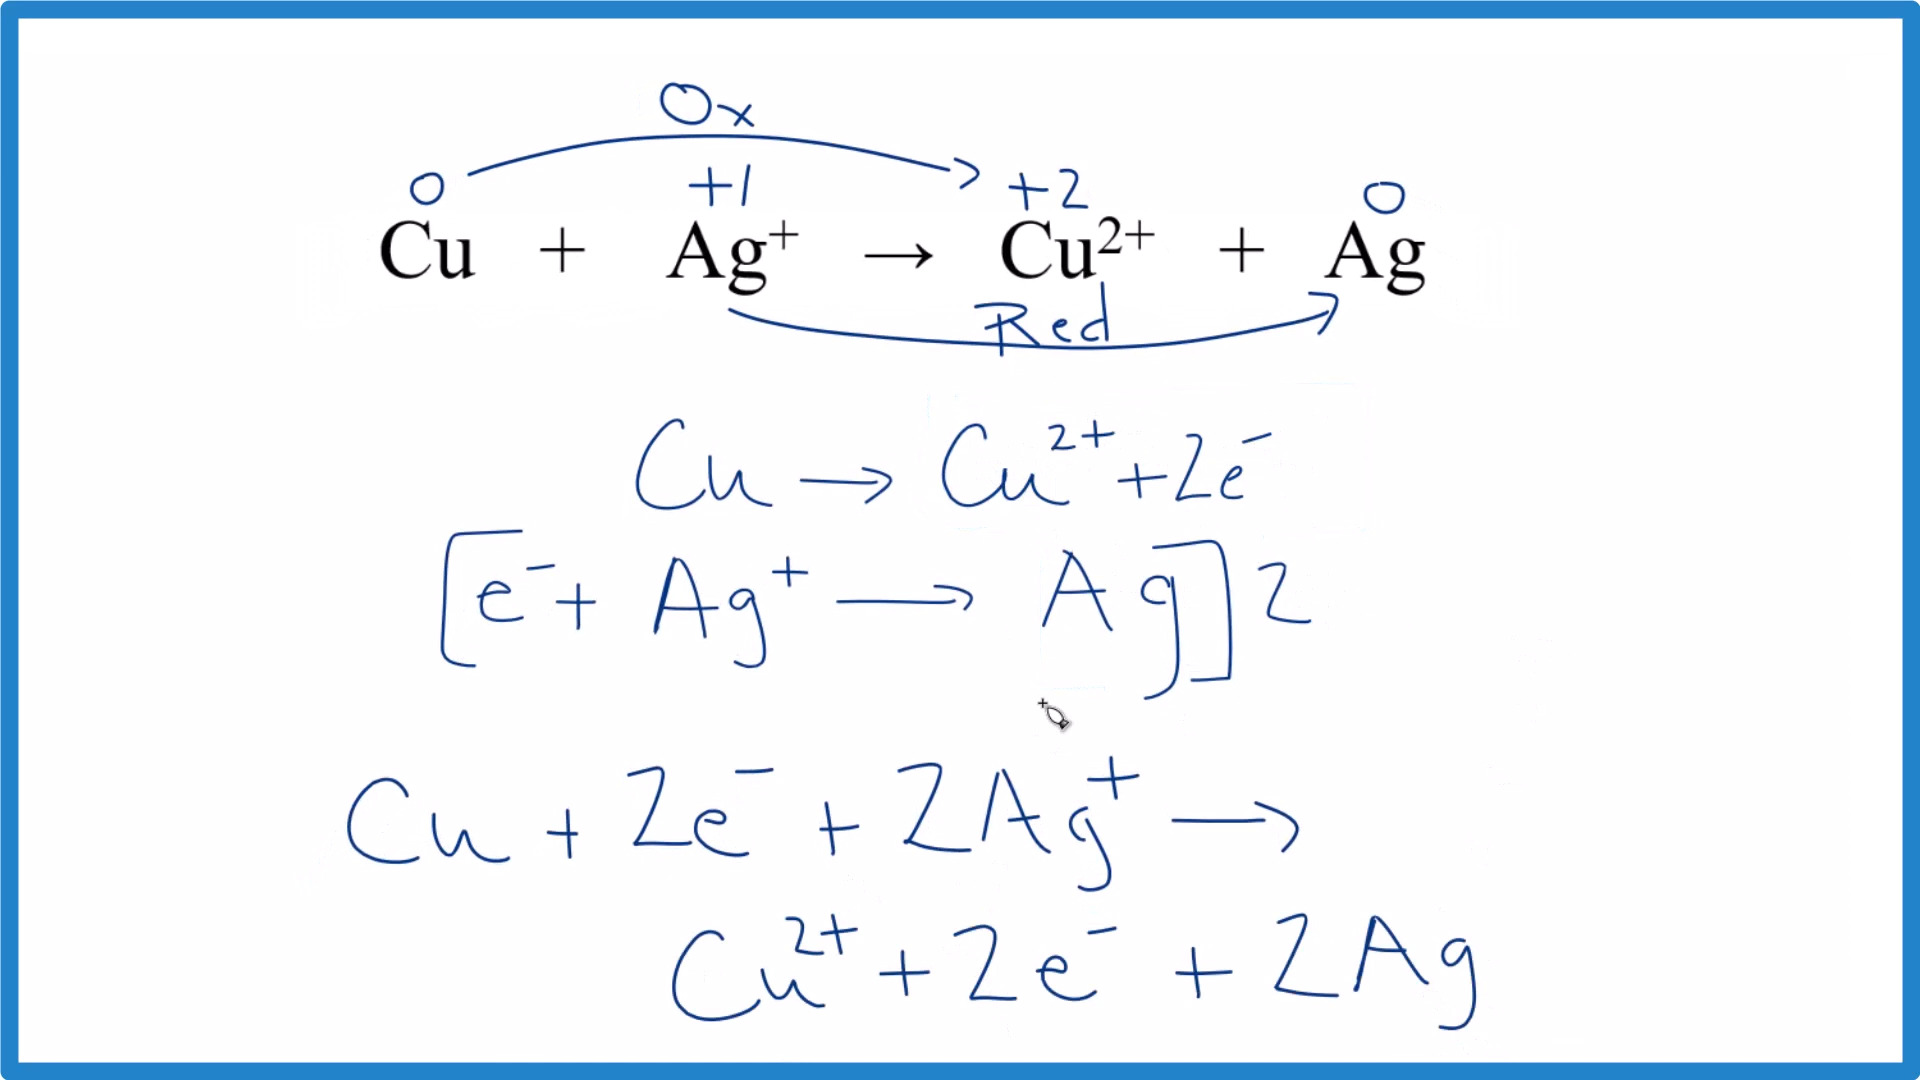 Ox
0 +1 +2 0
Cu + Ag⁺ → Cu²⁺ + Ag
Red
Cu → Cu²⁺ + 2e⁻
[e⁻ + Ag⁺ → Ag] 2
Cu + 2e⁻ + 2Ag⁺ →
Cu²⁺ + 2e⁻ + 2Ag